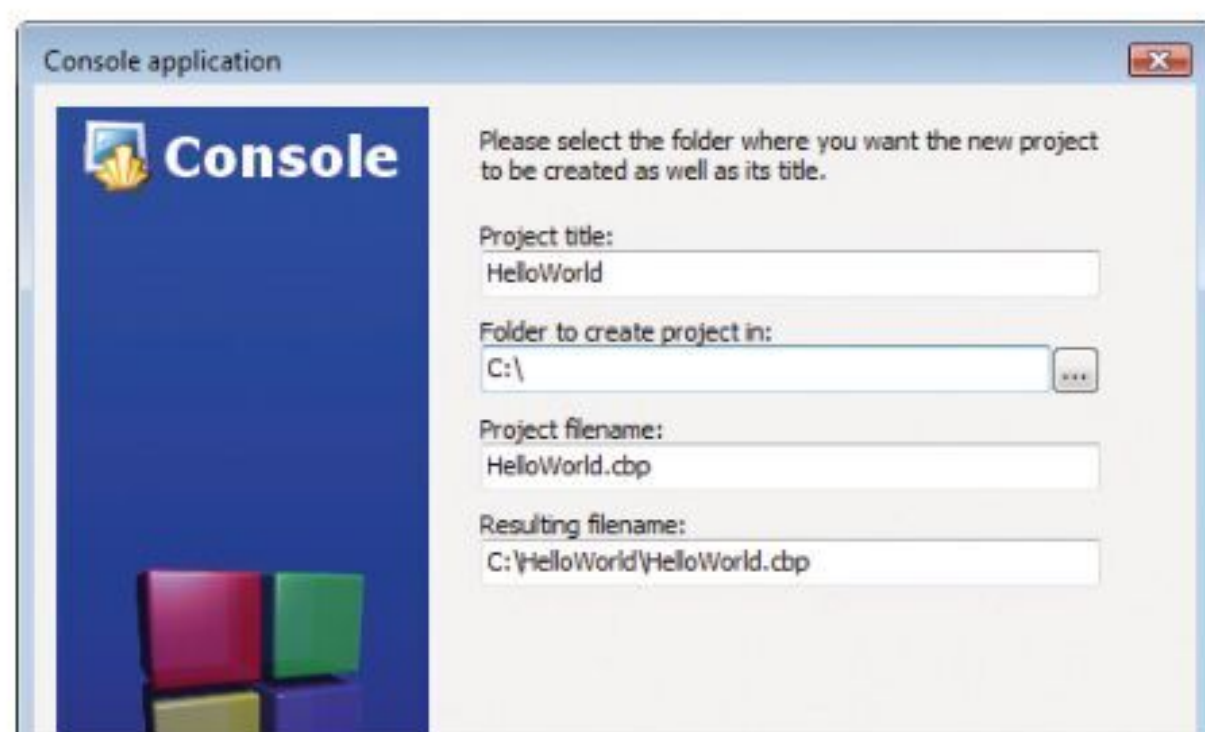 Console application
Console
Please select the folder where you want the new project
to be created as well as its title.
Project title:
HelloWorld
Folder to create project in:
C:\
...
Project filename:
HelloWorld.cbp
Resulting filename:
C:\HelloWorld\HelloWorld.cbp